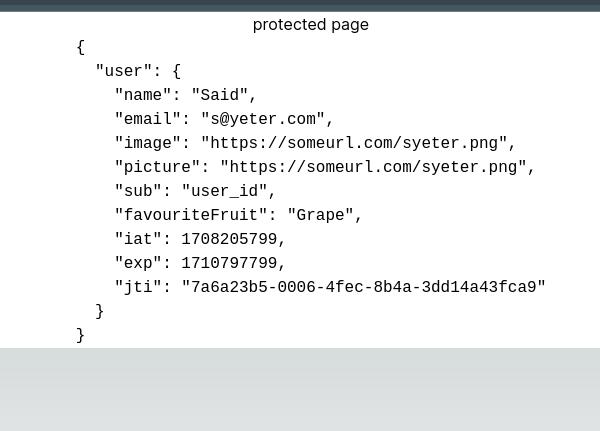 protected page
{
  "user": {
    "name": "Said",
    "email": "s@yeter.com",
    "image": "https://someurl.com/syeter.png",
    "picture": "https://someurl.com/syeter.png",
    "sub": "user_id",
    "favouriteFruit": "Grape",
    "iat": 1708205799,
    "exp": 1710797799,
    "jti": "7a6a23b5-0006-4fec-8b4a-3dd14a43fca9"
  }
}